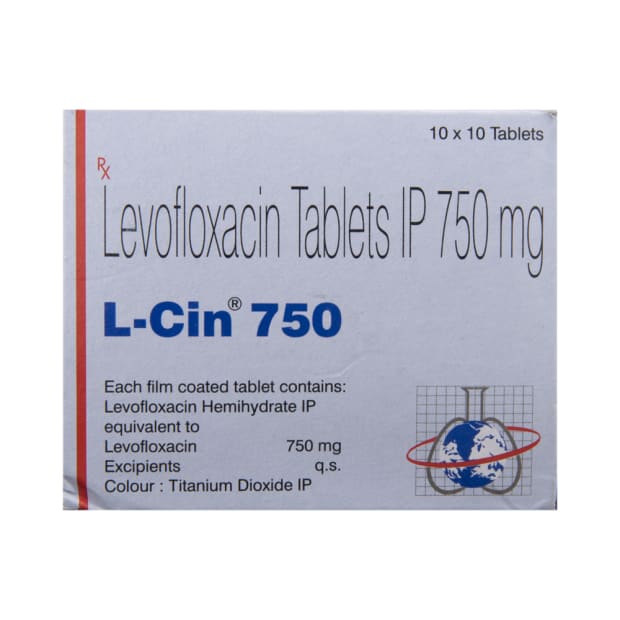 10 x 10 Tablets
Rx
Levofloxacin Tablets IP 750 mg
L-Cin® 750
Each film coated tablet contains:
Levofloxacin Hemihydrate IP
equivalent to
Levofloxacin 750 mg
Excipients q.s.
Colour : Titanium Dioxide IP